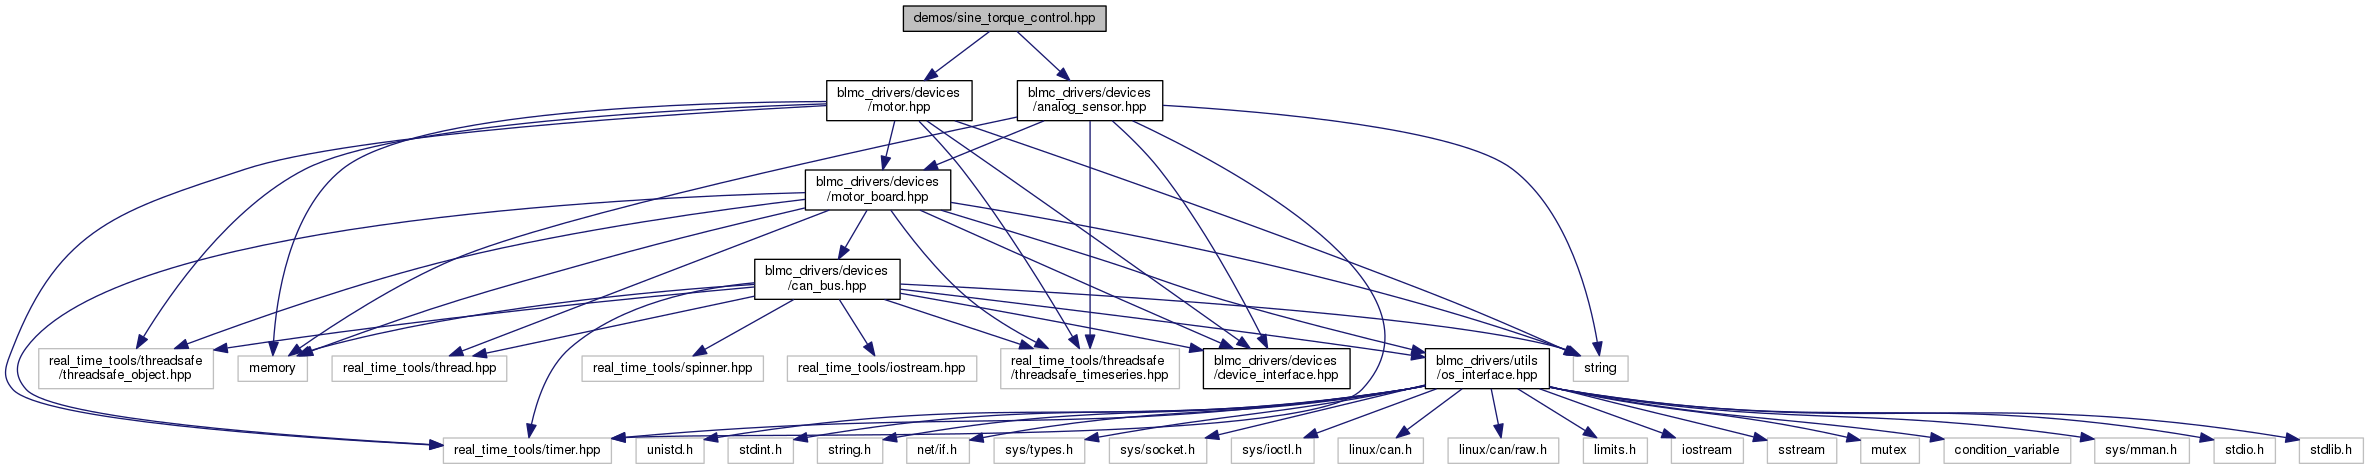 demos/sine_torque_control.hpp
blmc_drivers/devices
/motor.hpp
blmc_drivers/devices
/analog_sensor.hpp
blmc_drivers/devices
/motor_board.hpp
blmc_drivers/devices
/can_bus.hpp
real_time_tools/threadsafe
/threadsafe_object.hpp
memory
real_time_tools/thread.hpp
real_time_tools/spinner.hpp
real_time_tools/iostream.hpp
real_time_tools/threadsafe
/threadsafe_timeseries.hpp
blmc_drivers/devices
/device_interface.hpp
blmc_drivers/utils
/os_interface.hpp
string
real_time_tools/timer.hpp
unistd.h
stdint.h
string.h
net/if.h
sys/types.h
sys/socket.h
sys/ioctl.h
linux/can.h
linux/can/raw.h
limits.h
iostream
sstream
mutex
condition_variable
sys/mman.h
stdio.h
stdlib.h